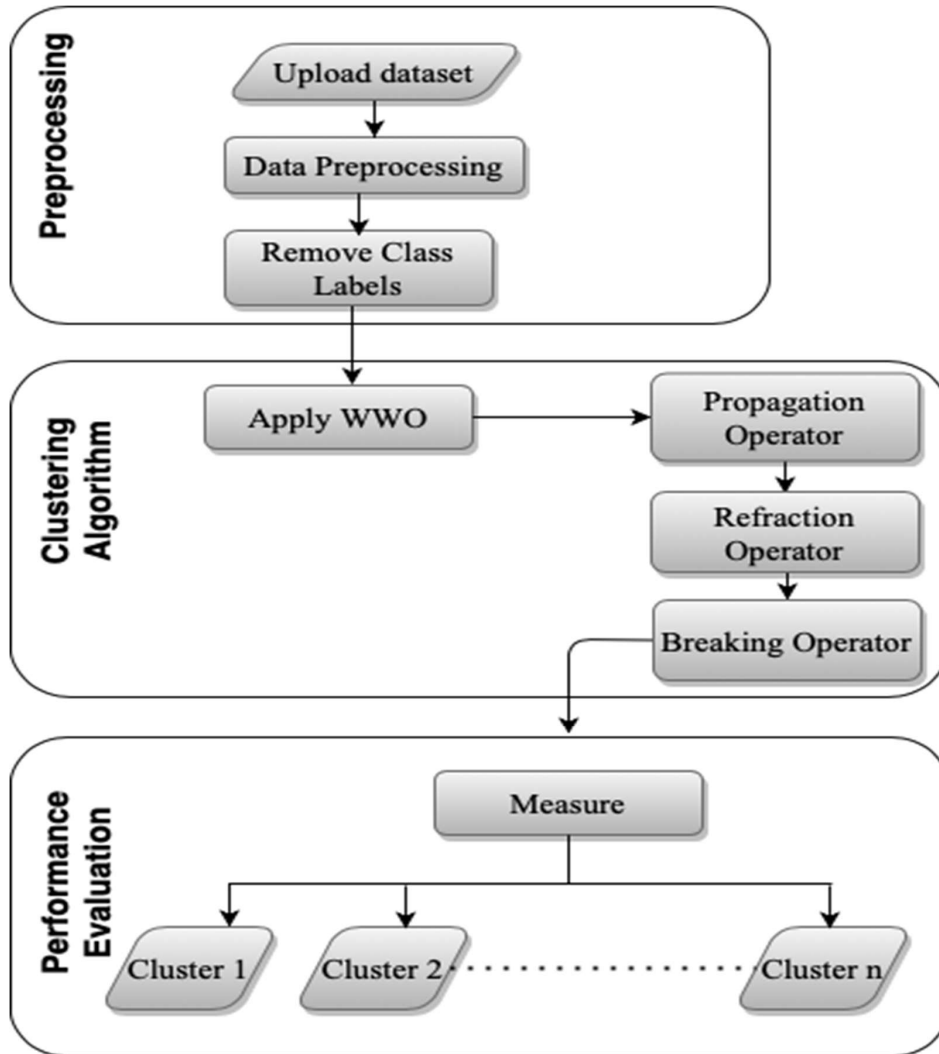 Preprocessing
Upload dataset
Data Preprocessing
Remove Class
Labels
Clustering
Algorithm
Apply WWO
Propagation
Operator
Refraction
Operator
Breaking Operator
Performance
Evaluation
Measure
Cluster 1
Cluster 2
Cluster n